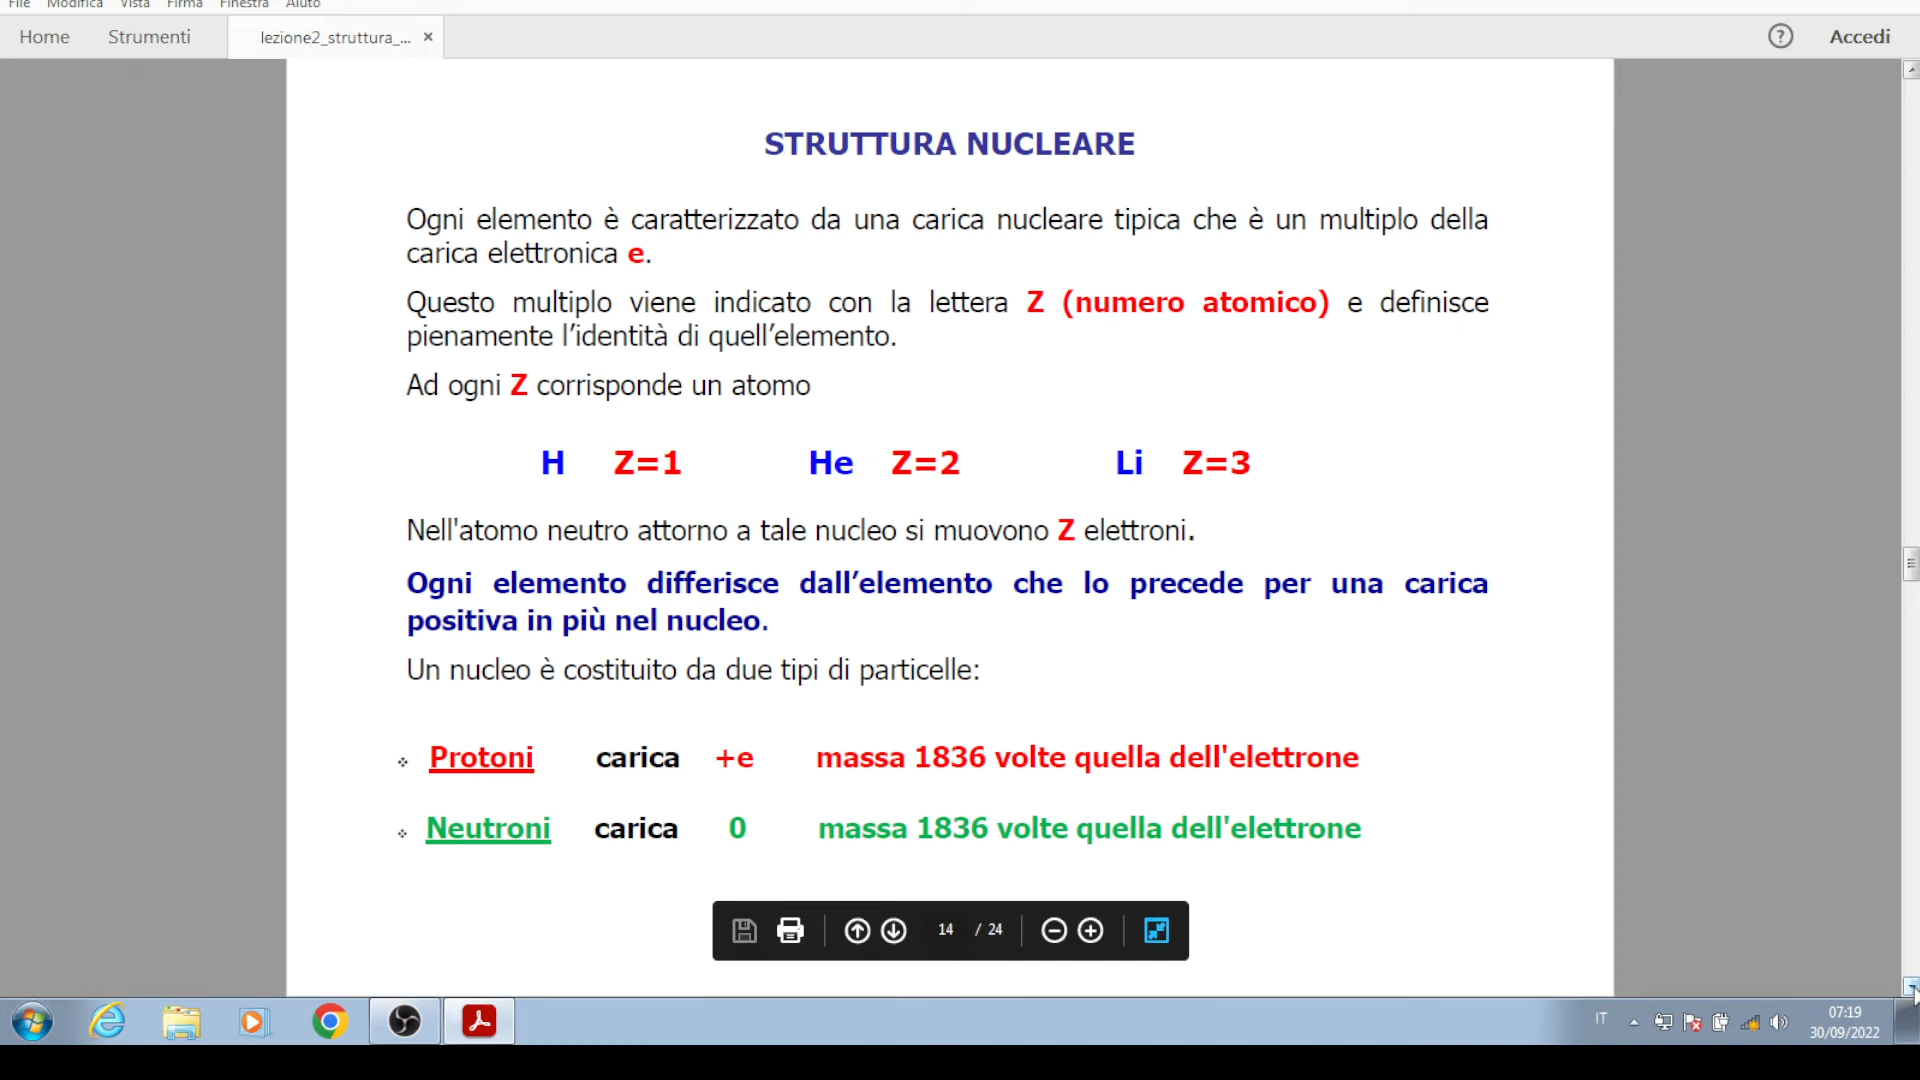 File Modifica Vista Firma Finestra Aiuto
Home Strumenti lezione2_struttura_... × ? Accedi
STRUTTURA NUCLEARE
Ogni elemento è caratterizzato da una carica nucleare tipica che è un multiplo della
carica elettronica e.
Questo multiplo viene indicato con la lettera Z (numero atomico) e definisce
pienamente l’identità di quell’elemento.
Ad ogni Z corrisponde un atomo
H Z=1 He Z=2 Li Z=3
Nell'atomo neutro attorno a tale nucleo si muovono Z elettroni.
Ogni elemento differisce dall’elemento che lo precede per una carica
positiva in più nel nucleo.
Un nucleo è costituito da due tipi di particelle:
❖ Protoni carica +e massa 1836 volte quella dell'elettrone
❖ Neutroni carica 0 massa 1836 volte quella dell'elettrone
14 / 24
IT 07:19
30/09/2022